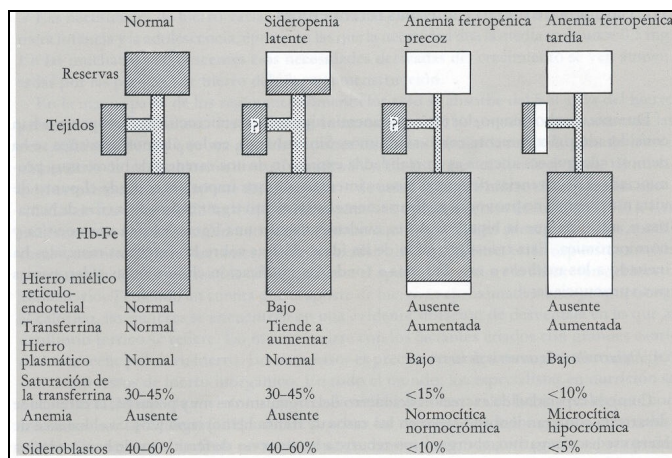 Normal Sideropenia latente Anemia ferropénica precoz Anemia ferropénica tardía
Reservas
Tejidos ? ?
Hb-Fe
Hierro miélico reticulo-endotelial Normal Bajo Ausente Ausente
Transferrina Normal Tiende a aumentar Aumentada Aumentada
Hierro plasmático Normal Normal Bajo Bajo
Saturación de la transferrina 30–45% 30–45% <15% <10%
Anemia Ausente Ausente Normocítica normocrómica Microcítica hipocrómica
Sideroblastos 40–60% 40–60% <10% <5%